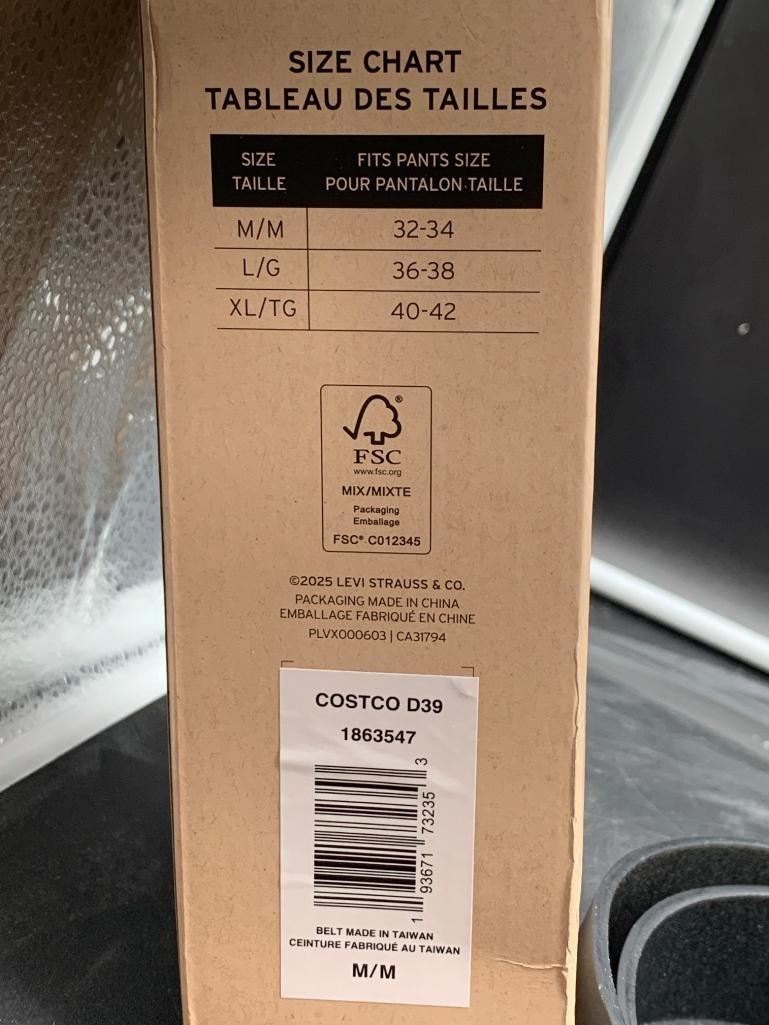 SIZE CHART
TABLEAU DES TAILLES
SIZE FITS PANTS SIZE
TAILLE POUR PANTALON TAILLE
M/M 32-34
L/G 36-38
XL/TG 40-42
®
FSC
www.fsc.org
MIX/MIXTE
Packaging
Emballage
FSC® C012345
©2025 LEVI STRAUSS & CO.
PACKAGING MADE IN CHINA
EMBALLAGE FABRIQUÉ EN CHINE
PLVX000603 | CA31794
COSTCO D39
1863547
1 93671 73235 3
BELT MADE IN TAIWAN
CEINTURE FABRIQUÉ AU TAIWAN
M/M